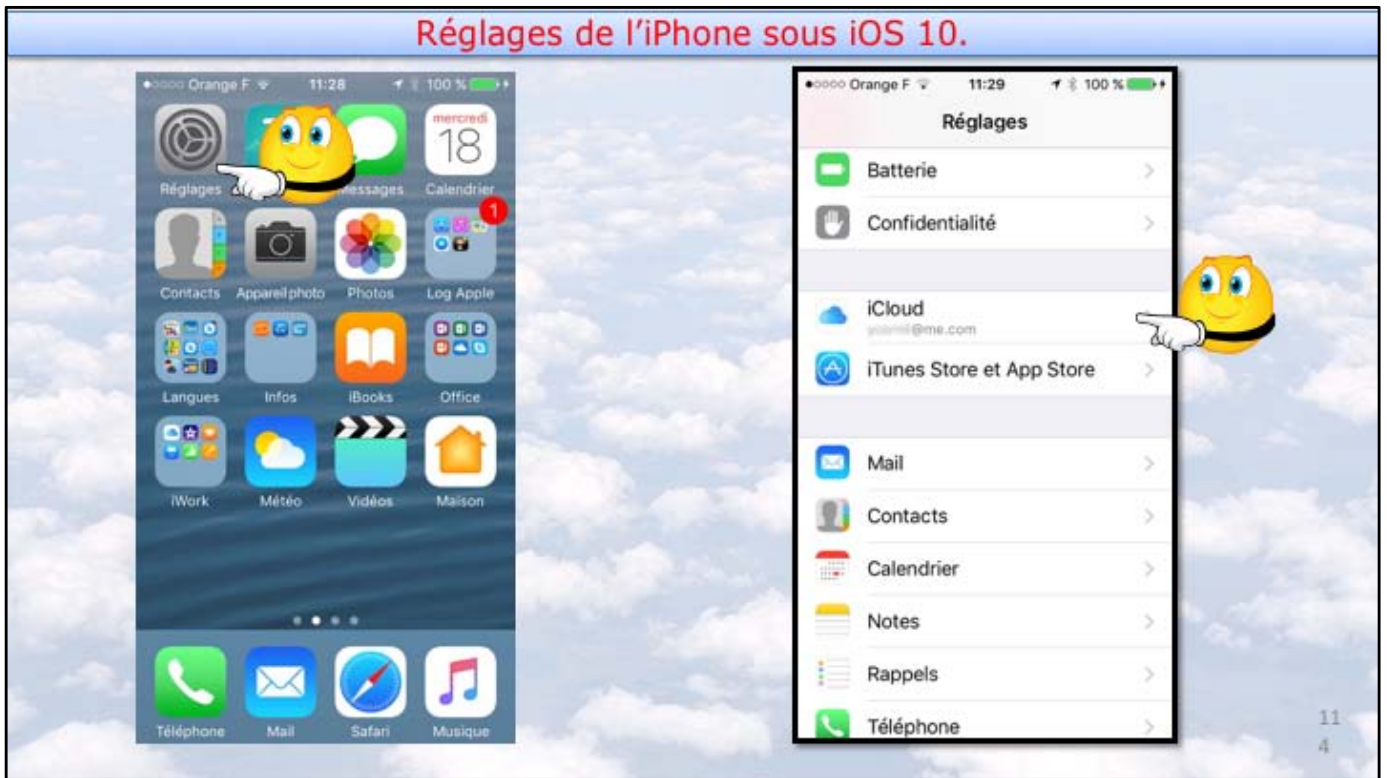 Réglages de l'iPhone sous iOS 10.
Orange F 11:28 100 %
mercredi
18
Réglages Messages Calendrier
1
Contacts Appareil photo Photos Log Apple
Langues Infos iBooks Office
iWork Météo Vidéos Maison
Téléphone Mail Safari Musique
Orange F 11:29 100 %
Réglages
Batterie
Confidentialité
iCloud
@me.com
iTunes Store et App Store
Mail
Contacts
Calendrier
Notes
Rappels
Téléphone
11
4